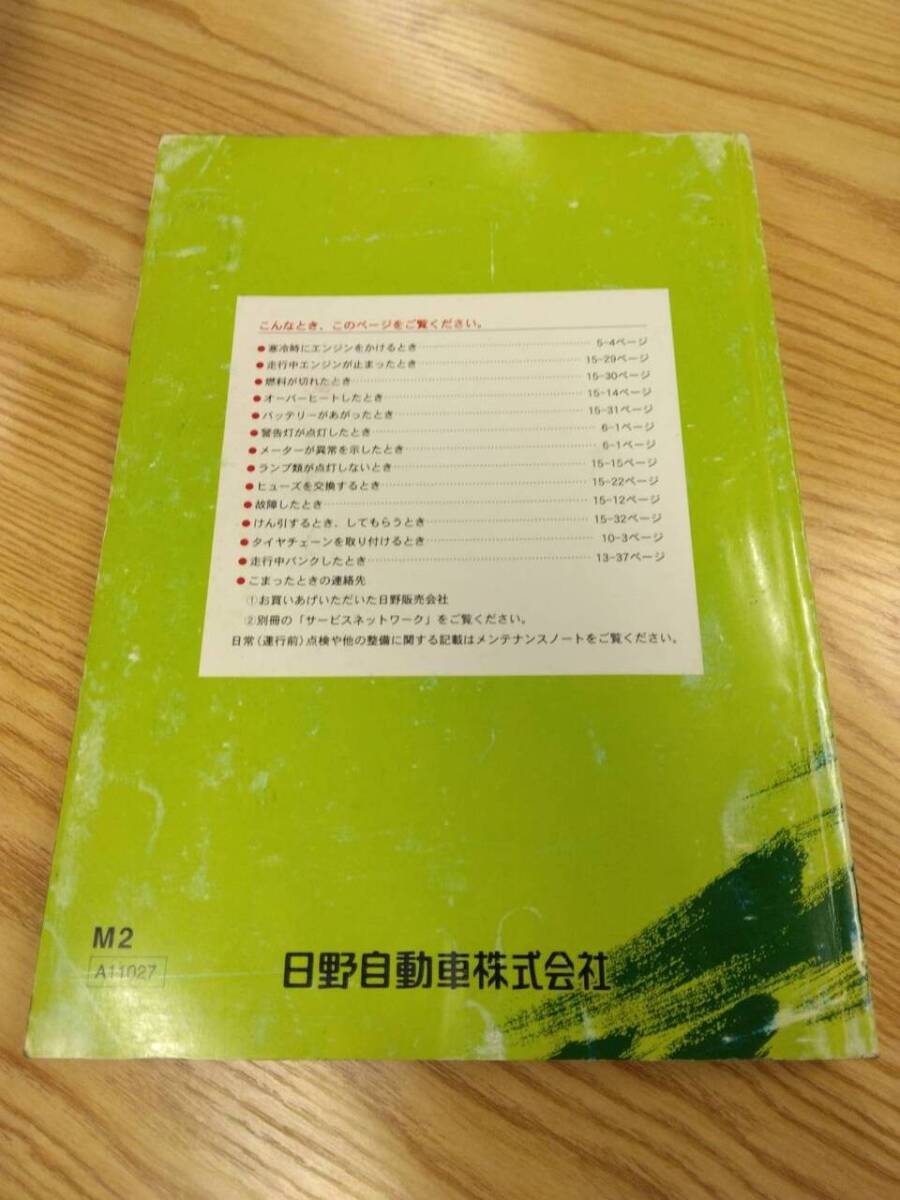 こんなとき、このページをご覧ください。
●寒冷時にエンジンをかけるとき 5-4ページ
●走行中エンジンが止まったとき 15-29ページ
●燃料が切れたとき 15-30ページ
●オーバーヒートしたとき 15-14ページ
●バッテリーがあがったとき 15-31ページ
●警告灯が点灯したとき 6-1ページ
●メーターが異常を示したとき 6-1ページ
●ランプ類が点灯しないとき 15-15ページ
●ヒューズを交換するとき 15-22ページ
●故障したとき 15-12ページ
●けん引するとき、してもらうとき 15-32ページ
●タイヤチェーンを取り付けるとき 10-3ページ
●走行中パンクしたとき 13-37ページ
●こまったときの連絡先
①お買いあげいただいた日野販売会社
②別冊の「サービスネットワーク」をご覧ください。
日常(運行前)点検や他の整備に関する記載はメンテナンスノートをご覧ください。
M2
A11027
日野自動車株式会社